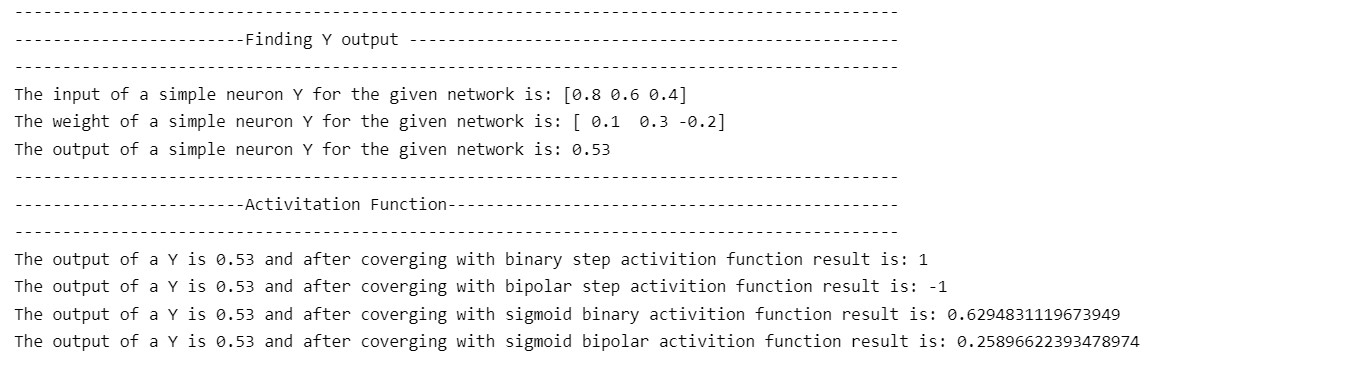 --------------------------------------------------------------------------------------------
------------------------Finding Y output ---------------------------------------------------
--------------------------------------------------------------------------------------------
The input of a simple neuron Y for the given network is: [0.8 0.6 0.4]
The weight of a simple neuron Y for the given network is: [ 0.1  0.3 -0.2]
The output of a simple neuron Y for the given network is: 0.53
--------------------------------------------------------------------------------------------
------------------------Activitation Function-----------------------------------------------
--------------------------------------------------------------------------------------------
The output of a Y is 0.53 and after coverging with binary step activition function result is: 1
The output of a Y is 0.53 and after coverging with bipolar step activition function result is: -1
The output of a Y is 0.53 and after coverging with sigmoid binary activition function result is: 0.6294831119673949
The output of a Y is 0.53 and after coverging with sigmoid bipolar activition function result is: 0.25896622393478974